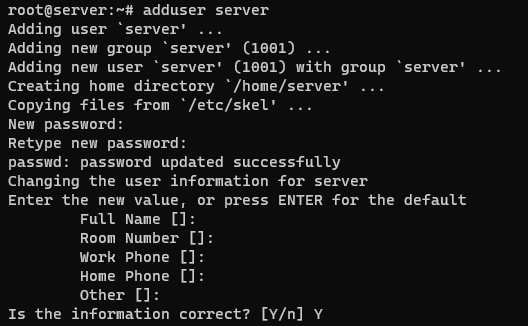 root@server:~# adduser server
Adding user `server' ...
Adding new group `server' (1001) ...
Adding new user `server' (1001) with group `server' ...
Creating home directory `/home/server' ...
Copying files from `/etc/skel' ...
New password:
Retype new password:
passwd: password updated successfully
Changing the user information for server
Enter the new value, or press ENTER for the default
        Full Name []:
        Room Number []:
        Work Phone []:
        Home Phone []:
        Other []:
Is the information correct? [Y/n] Y